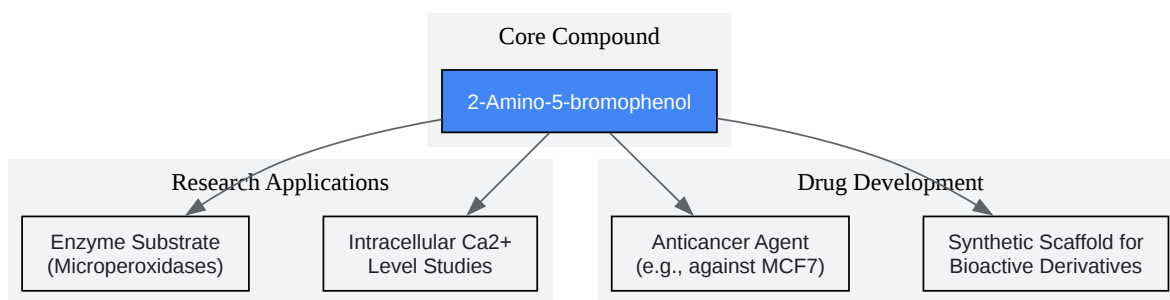 Core Compound
2-Amino-5-bromophenol
Research Applications
Enzyme Substrate
(Microperoxidases)
Intracellular Ca2+
Level Studies
Drug Development
Anticancer Agent
(e.g., against MCF7)
Synthetic Scaffold for
Bioactive Derivatives